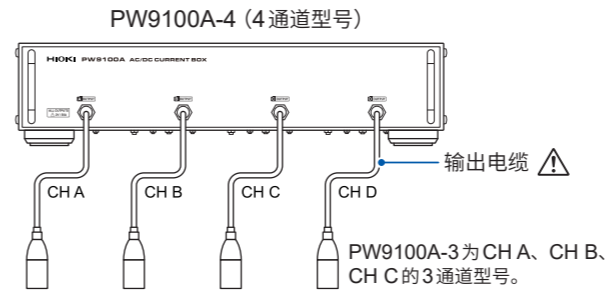 PW9100A-4（4通道型号）
HIOKI PW9100A AC/DC CURRENT BOX
CH A
CH B
CH C
CH D
输出电缆
PW9100A-3为CH A、CH B、
CH C的3通道型号。